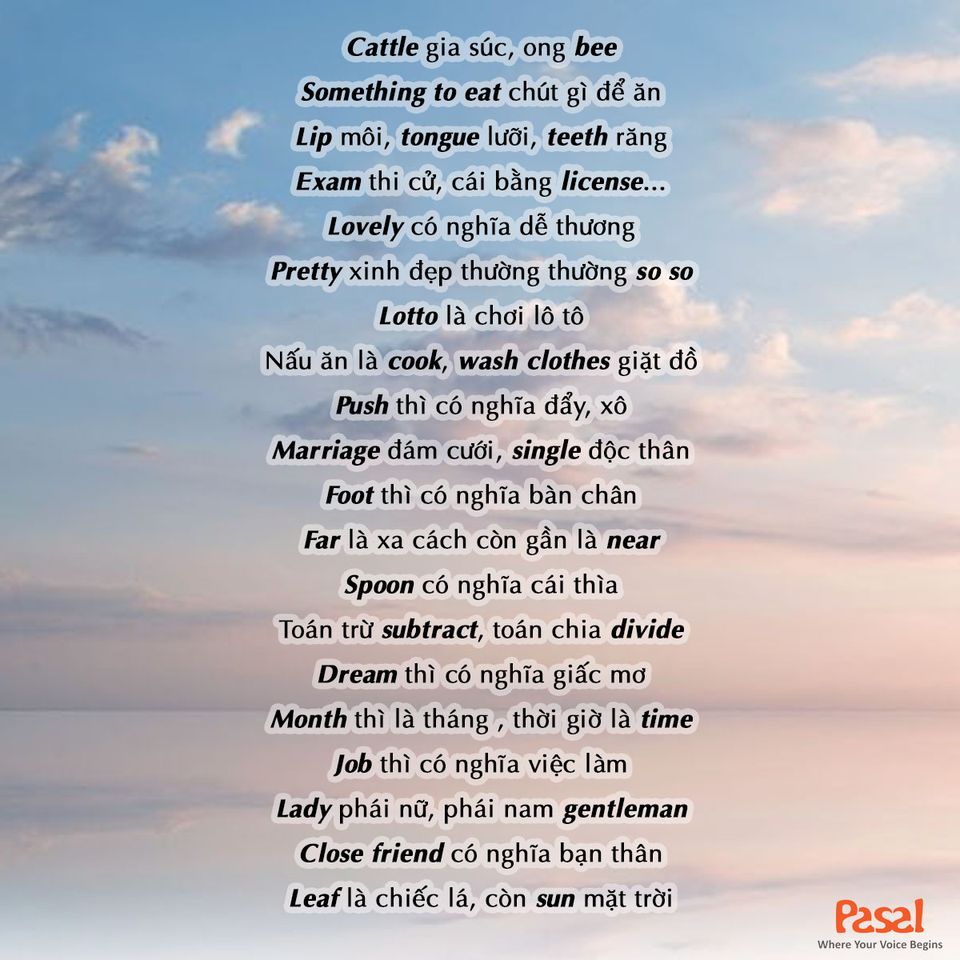 Cattle gia súc, ong bee
Something to eat chút gì để ăn
Lip môi, tongue lưỡi, teeth răng
Exam thi cử, cái bằng license...
Lovely có nghĩa dễ thương
Pretty xinh đẹp thường thường so so
Lotto là chơi lô tô
Nấu ăn là cook, wash clothes giặt đồ
Push thì có nghĩa đẩy, xô
Marriage đám cưới, single độc thân
Foot thì có nghĩa bàn chân
Far là xa cách còn gần là near
Spoon có nghĩa cái thìa
Toán trừ subtract, toán chia divide
Dream thì có nghĩa giấc mơ
Month thì là tháng , thời giờ là time
Job thì có nghĩa việc làm
Lady phái nữ, phái nam gentleman
Close friend có nghĩa bạn thân
Leaf là chiếc lá, còn sun mặt trời
Pasal
Where Your Voice Begins